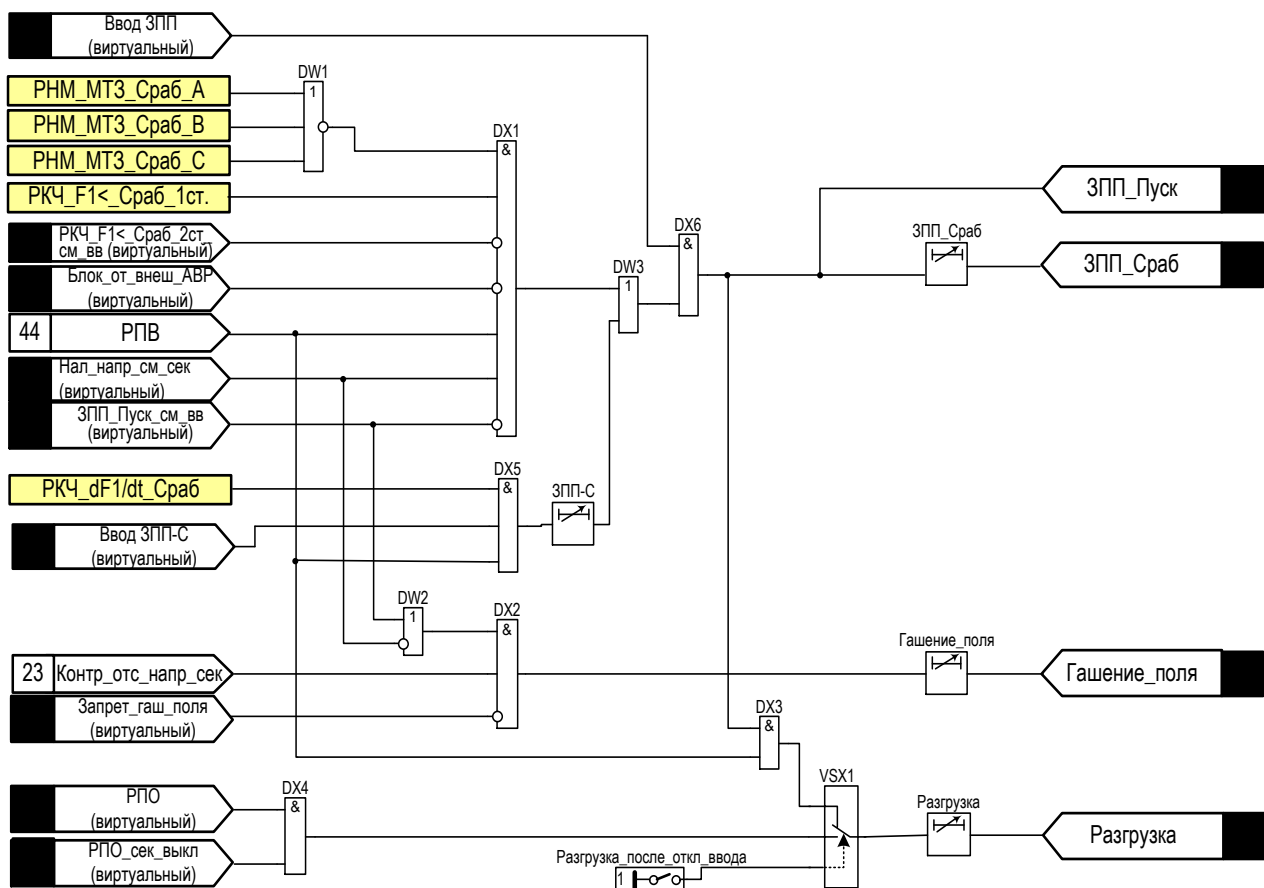 Ввод ЗПП
(виртуальный)
РНМ_МТЗ_Сраб_А
РНМ_МТЗ_Сраб_В
РНМ_МТЗ_Сраб_С
РКЧ_F1<_Сраб_1ст.
РКЧ_F1<_Сраб_2ст_
см_вв (виртуальный)
Блок_от_внеш_АВР
(виртуальный)
44 РПВ
Нал_напр_см_сек
(виртуальный)
ЗПП_Пуск_см_вв
(виртуальный)
РКЧ_dF1/dt_Сраб
Ввод ЗПП-С
(виртуальный)
23 Контр_отс_напр_сек
Запрет_гаш_поля
(виртуальный)
РПО
(виртуальный)
РПО_сек_выкл
(виртуальный)
DW1
1
DX1
&
DX5
&
ЗПП-С
DW2
1
DX2
&
DX4
&
DW3
1
DX6
&
DX3
&
VSX1
Разгрузка_после_откл_ввода
1
ЗПП_Сраб
Гашение_поля
Разгрузка
ЗПП_Пуск
ЗПП_Сраб
Гашение_поля
Разгрузка